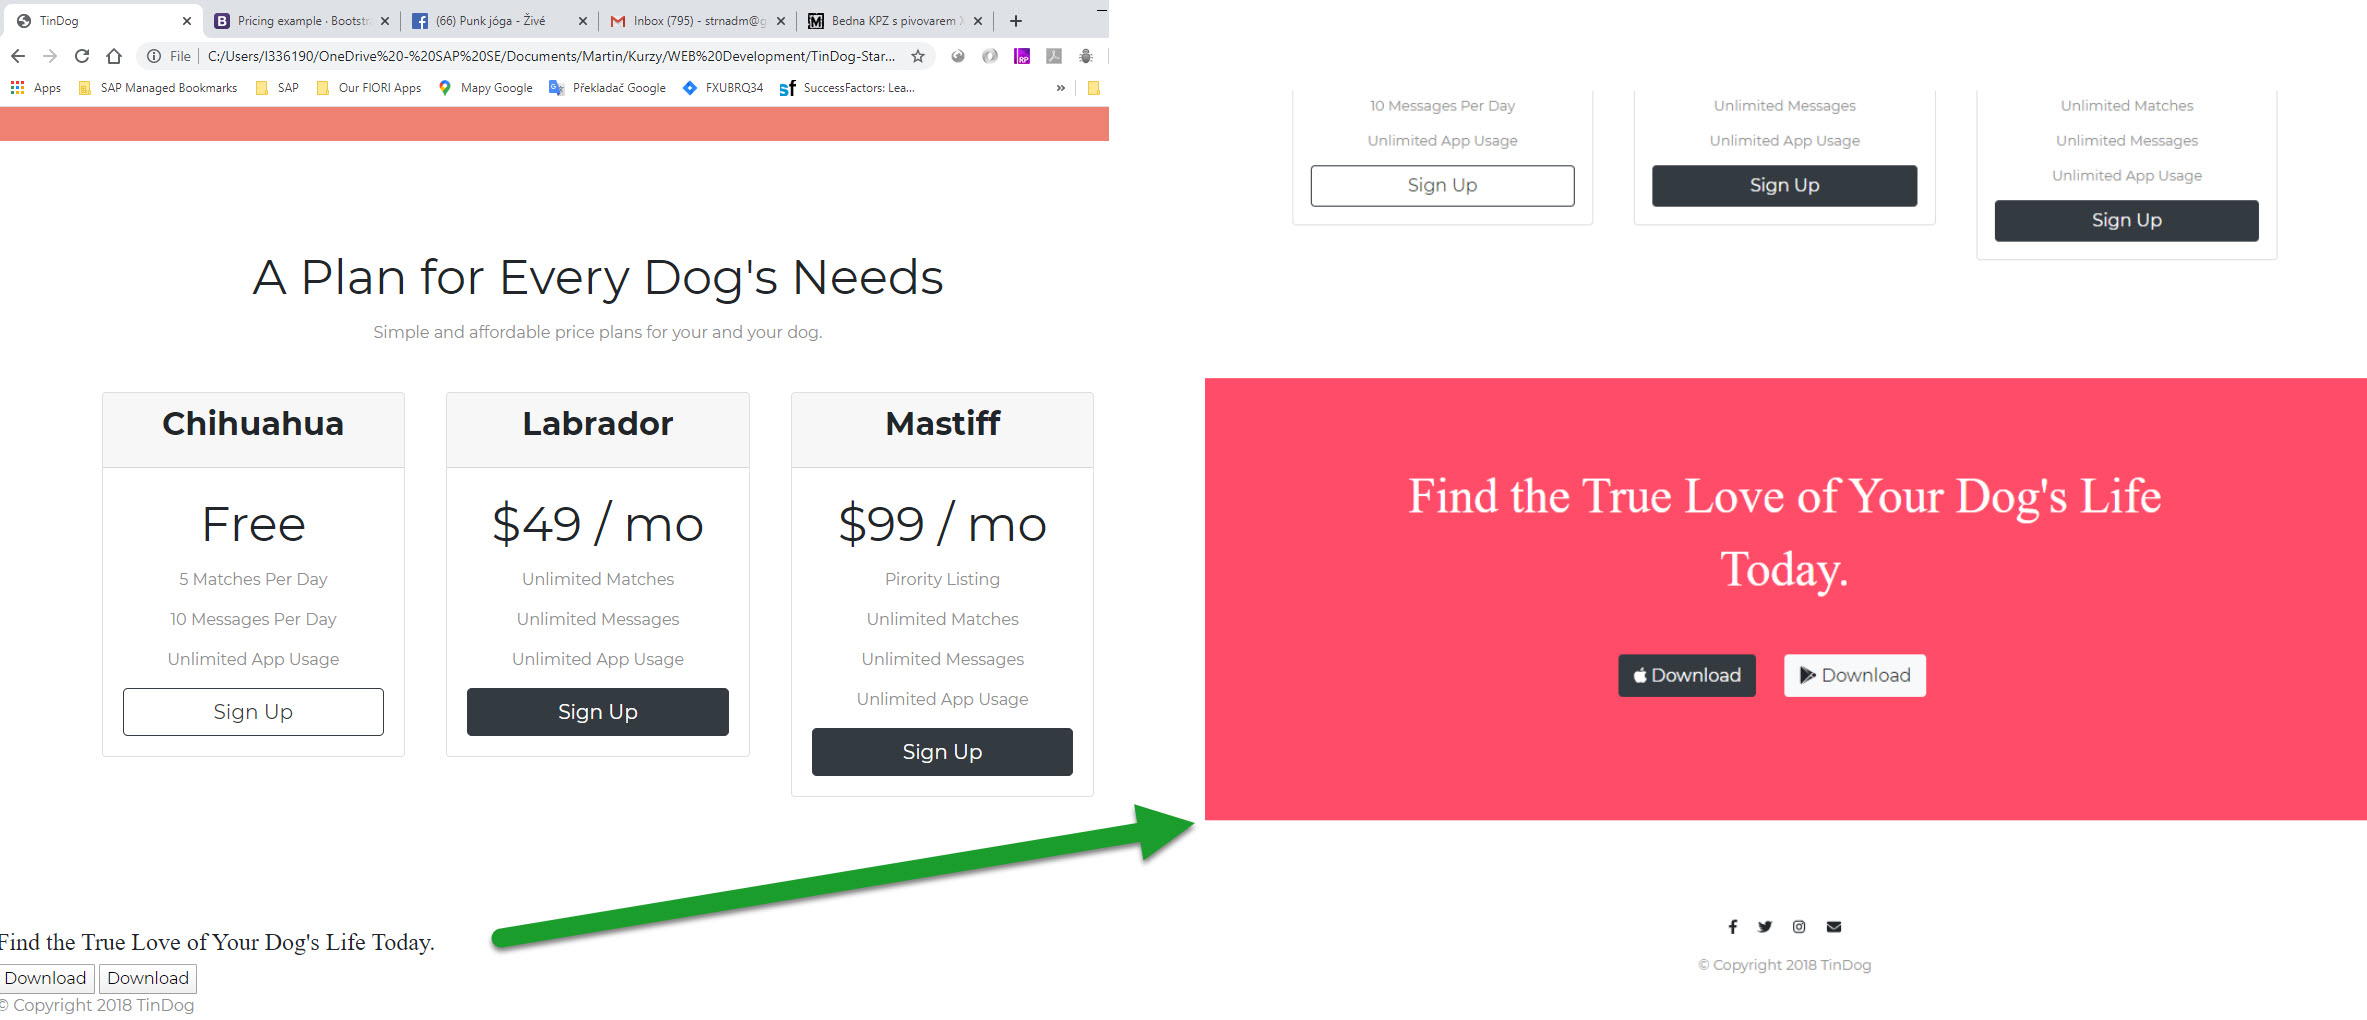 TinDog
Pricing example · Bootstr
(66) Punk jóga - Živé
Inbox (795) - strnadm@g
Bedna KPZ s pivovarem
File
C:/Users/I336190/OneDrive%20-%20SAP%20SE/Documents/Martin/Kurzy/WEB%20Development/TinDog-Star...
Apps
SAP Managed Bookmarks
SAP
Our FIORI Apps
Mapy Google
Překladač Google
FXUBRQ34
SuccessFactors: Lea...
A Plan for Every Dog's Needs
Simple and affordable price plans for your and your dog.
Chihuahua
Free
5 Matches Per Day
10 Messages Per Day
Unlimited App Usage
Sign Up
Labrador
$49 / mo
Unlimited Matches
Unlimited Messages
Unlimited App Usage
Sign Up
Mastiff
$99 / mo
Pirority Listing
Unlimited Matches
Unlimited Messages
Unlimited App Usage
Sign Up
Find the True Love of Your Dog's Life Today.
Download Download
© Copyright 2018 TinDog
10 Messages Per Day
Unlimited App Usage
Sign Up
Unlimited Messages
Unlimited App Usage
Sign Up
Unlimited Matches
Unlimited Messages
Unlimited App Usage
Sign Up
Find the True Love of Your Dog's Life
Today.
Download Download
© Copyright 2018 TinDog